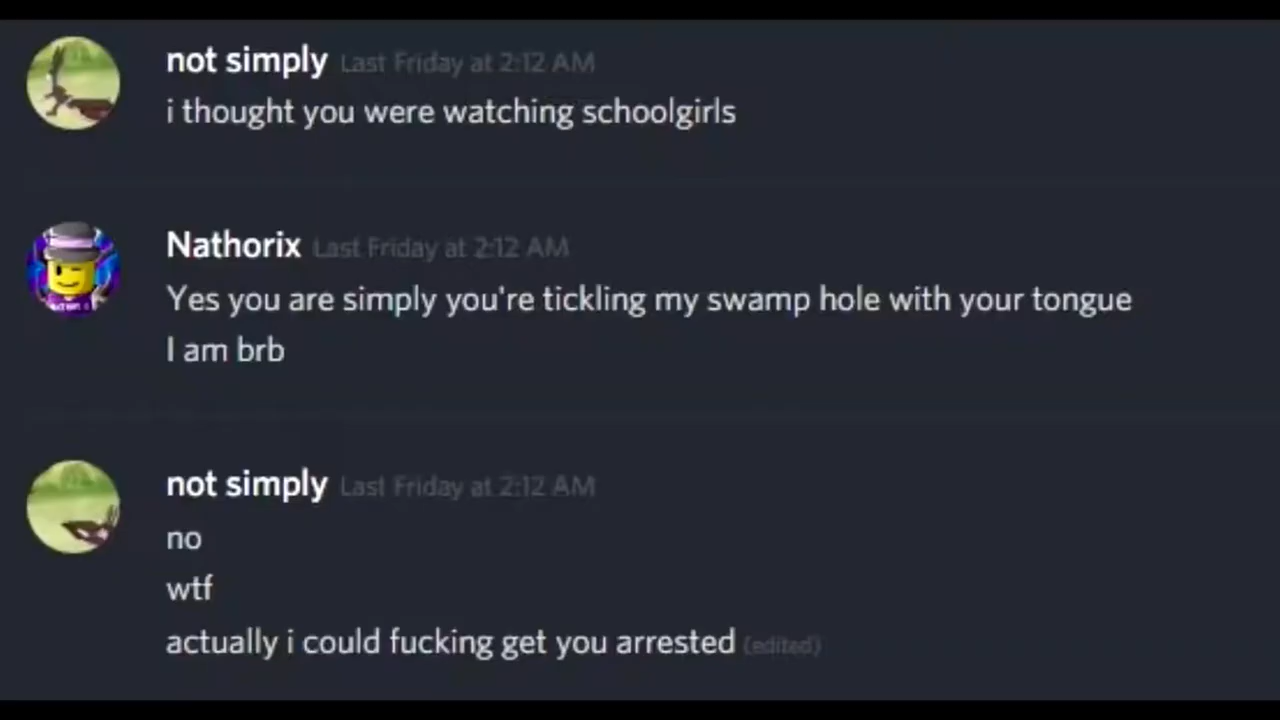 not simply Last Friday at 2:12 AM
i thought you were watching schoolgirls
Nathorix Last Friday at 2:12 AM
Yes you are simply you're tickling my swamp hole with your tongue
I am brb
not simply Last Friday at 2:12 AM
no
wtf
actually i could fucking get you arrested (edited)